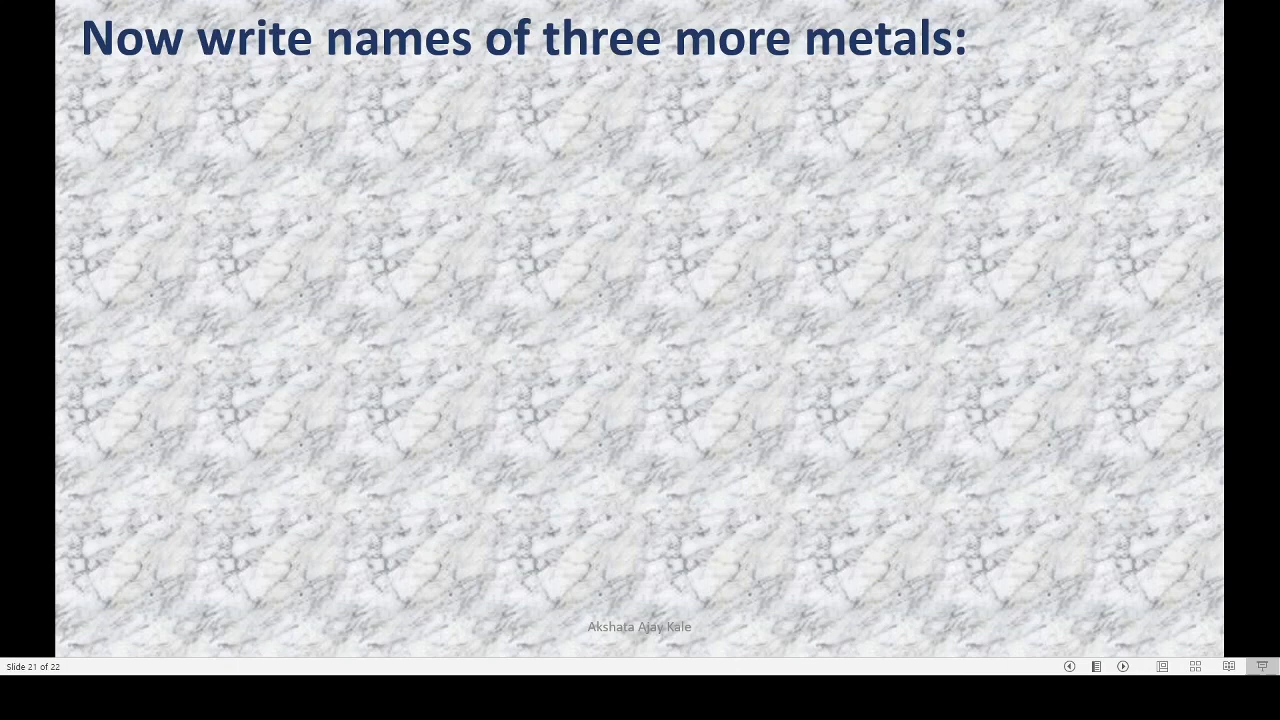 Now write names of three more metals:
Akshata Ajay Kale
Slide 21 of 22